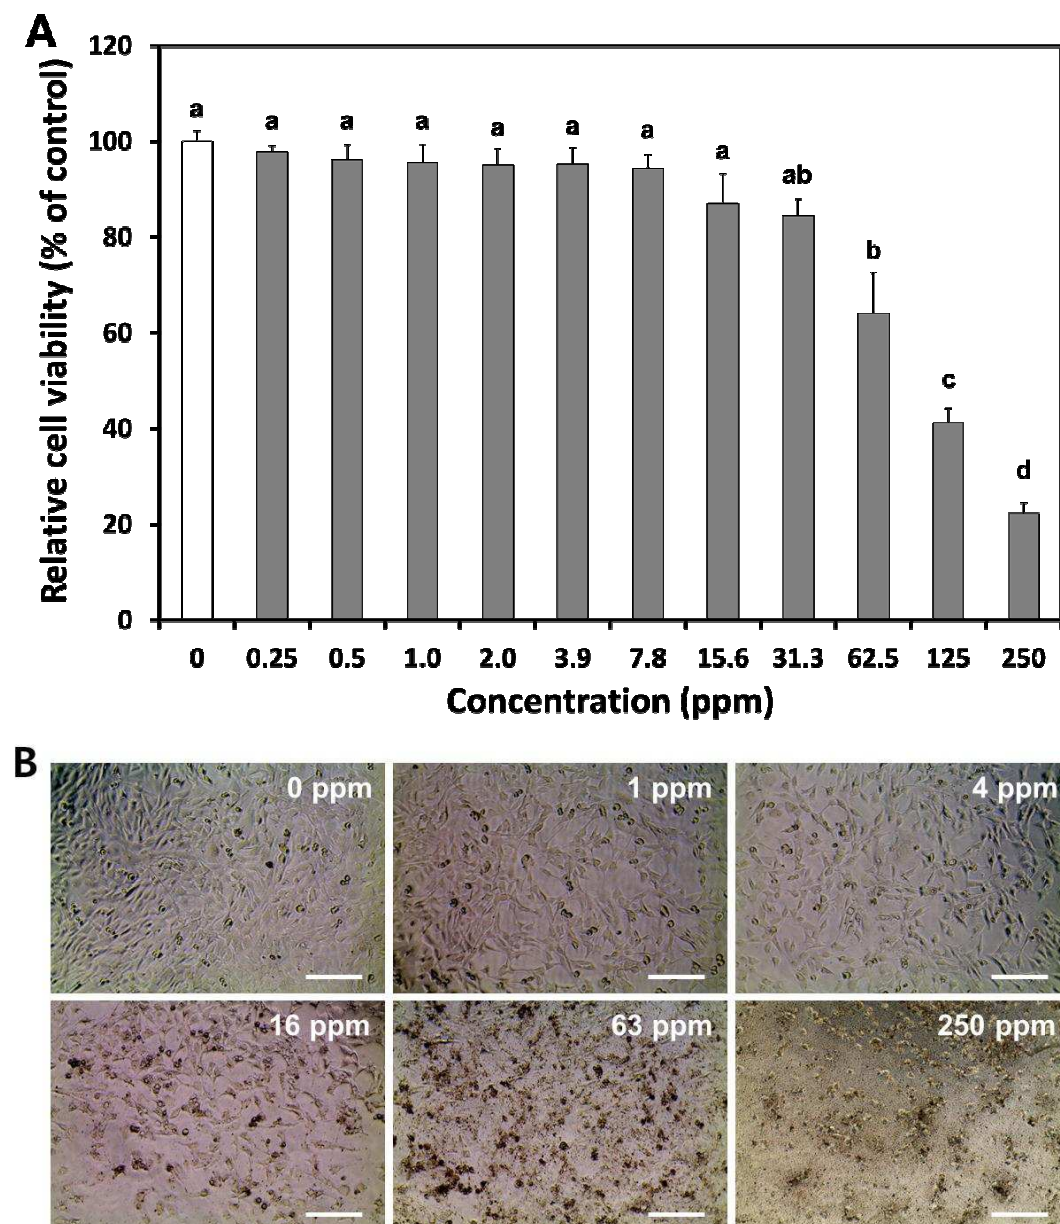 A
120
100
80
60
40
20
0
Relative cell viability (% of control)
a a a a a a a a ab b c d
0 0.25 0.5 1.0 2.0 3.9 7.8 15.6 31.3 62.5 125 250
Concentration (ppm)
B
0 ppm 1 ppm 4 ppm
16 ppm 63 ppm 250 ppm